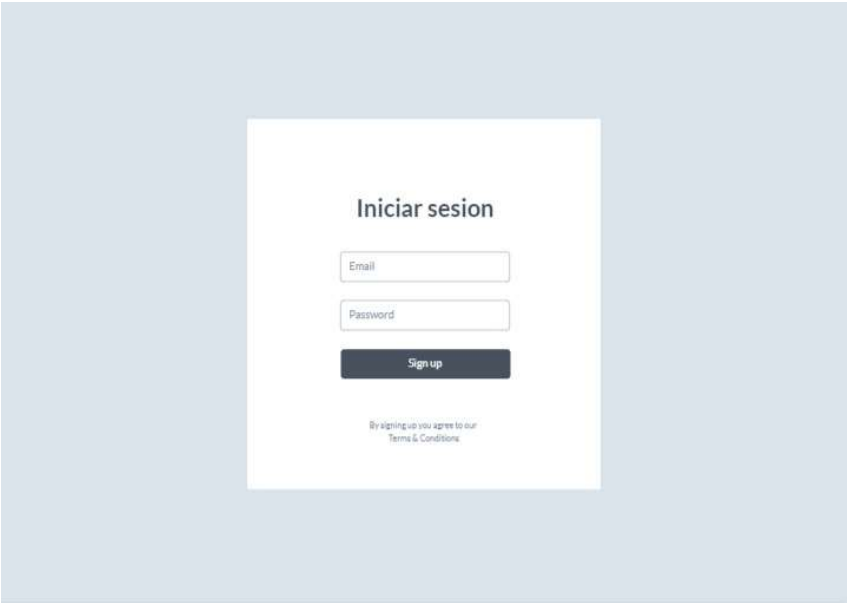 Iniciar sesion
Email
Password
Sign up
By signing up you agree to our
Terms & Conditions